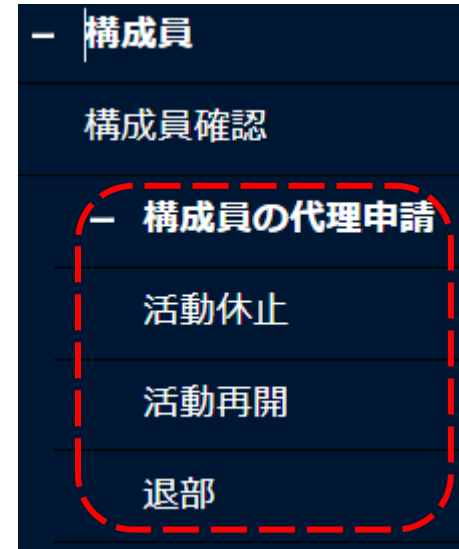 − 構成員
構成員確認
− 構成員の代理申請
活動休止
活動再開
退部